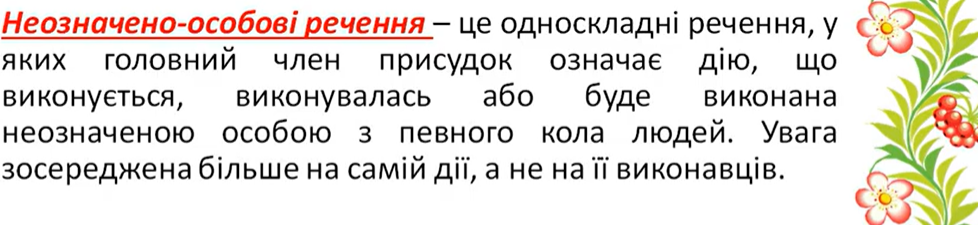 Неозначено-особові речення – це односкладні речення, у
яких головний член присудок означає дію, що
виконується, виконувалась або буде виконана
неозначеною особою з певного кола людей. Увага
зосереджена більше на самій дії, а не на її виконавців.